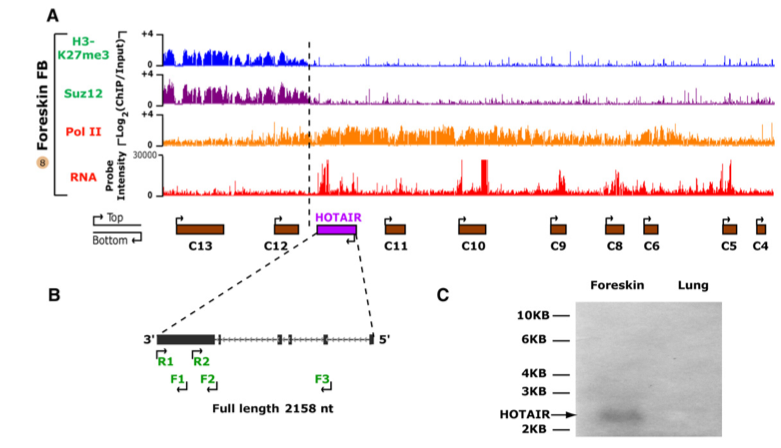 A
Foreskin FB
8
H3-
K27me3
Suz12
Pol II
RNA
Log2(ChIP/Input)
Probe
Intensity
+4
0
+4
0
+4
0
30000
0
Top
Bottom
HOTAIR
C13
C12
C11
C10
C9
C8
C6
C5
C4
B
3'
5'
R1
R2
F1
F2
F3
Full length 2158 nt
C
Foreskin
Lung
10KB
6KB
4KB
3KB
HOTAIR
2KB